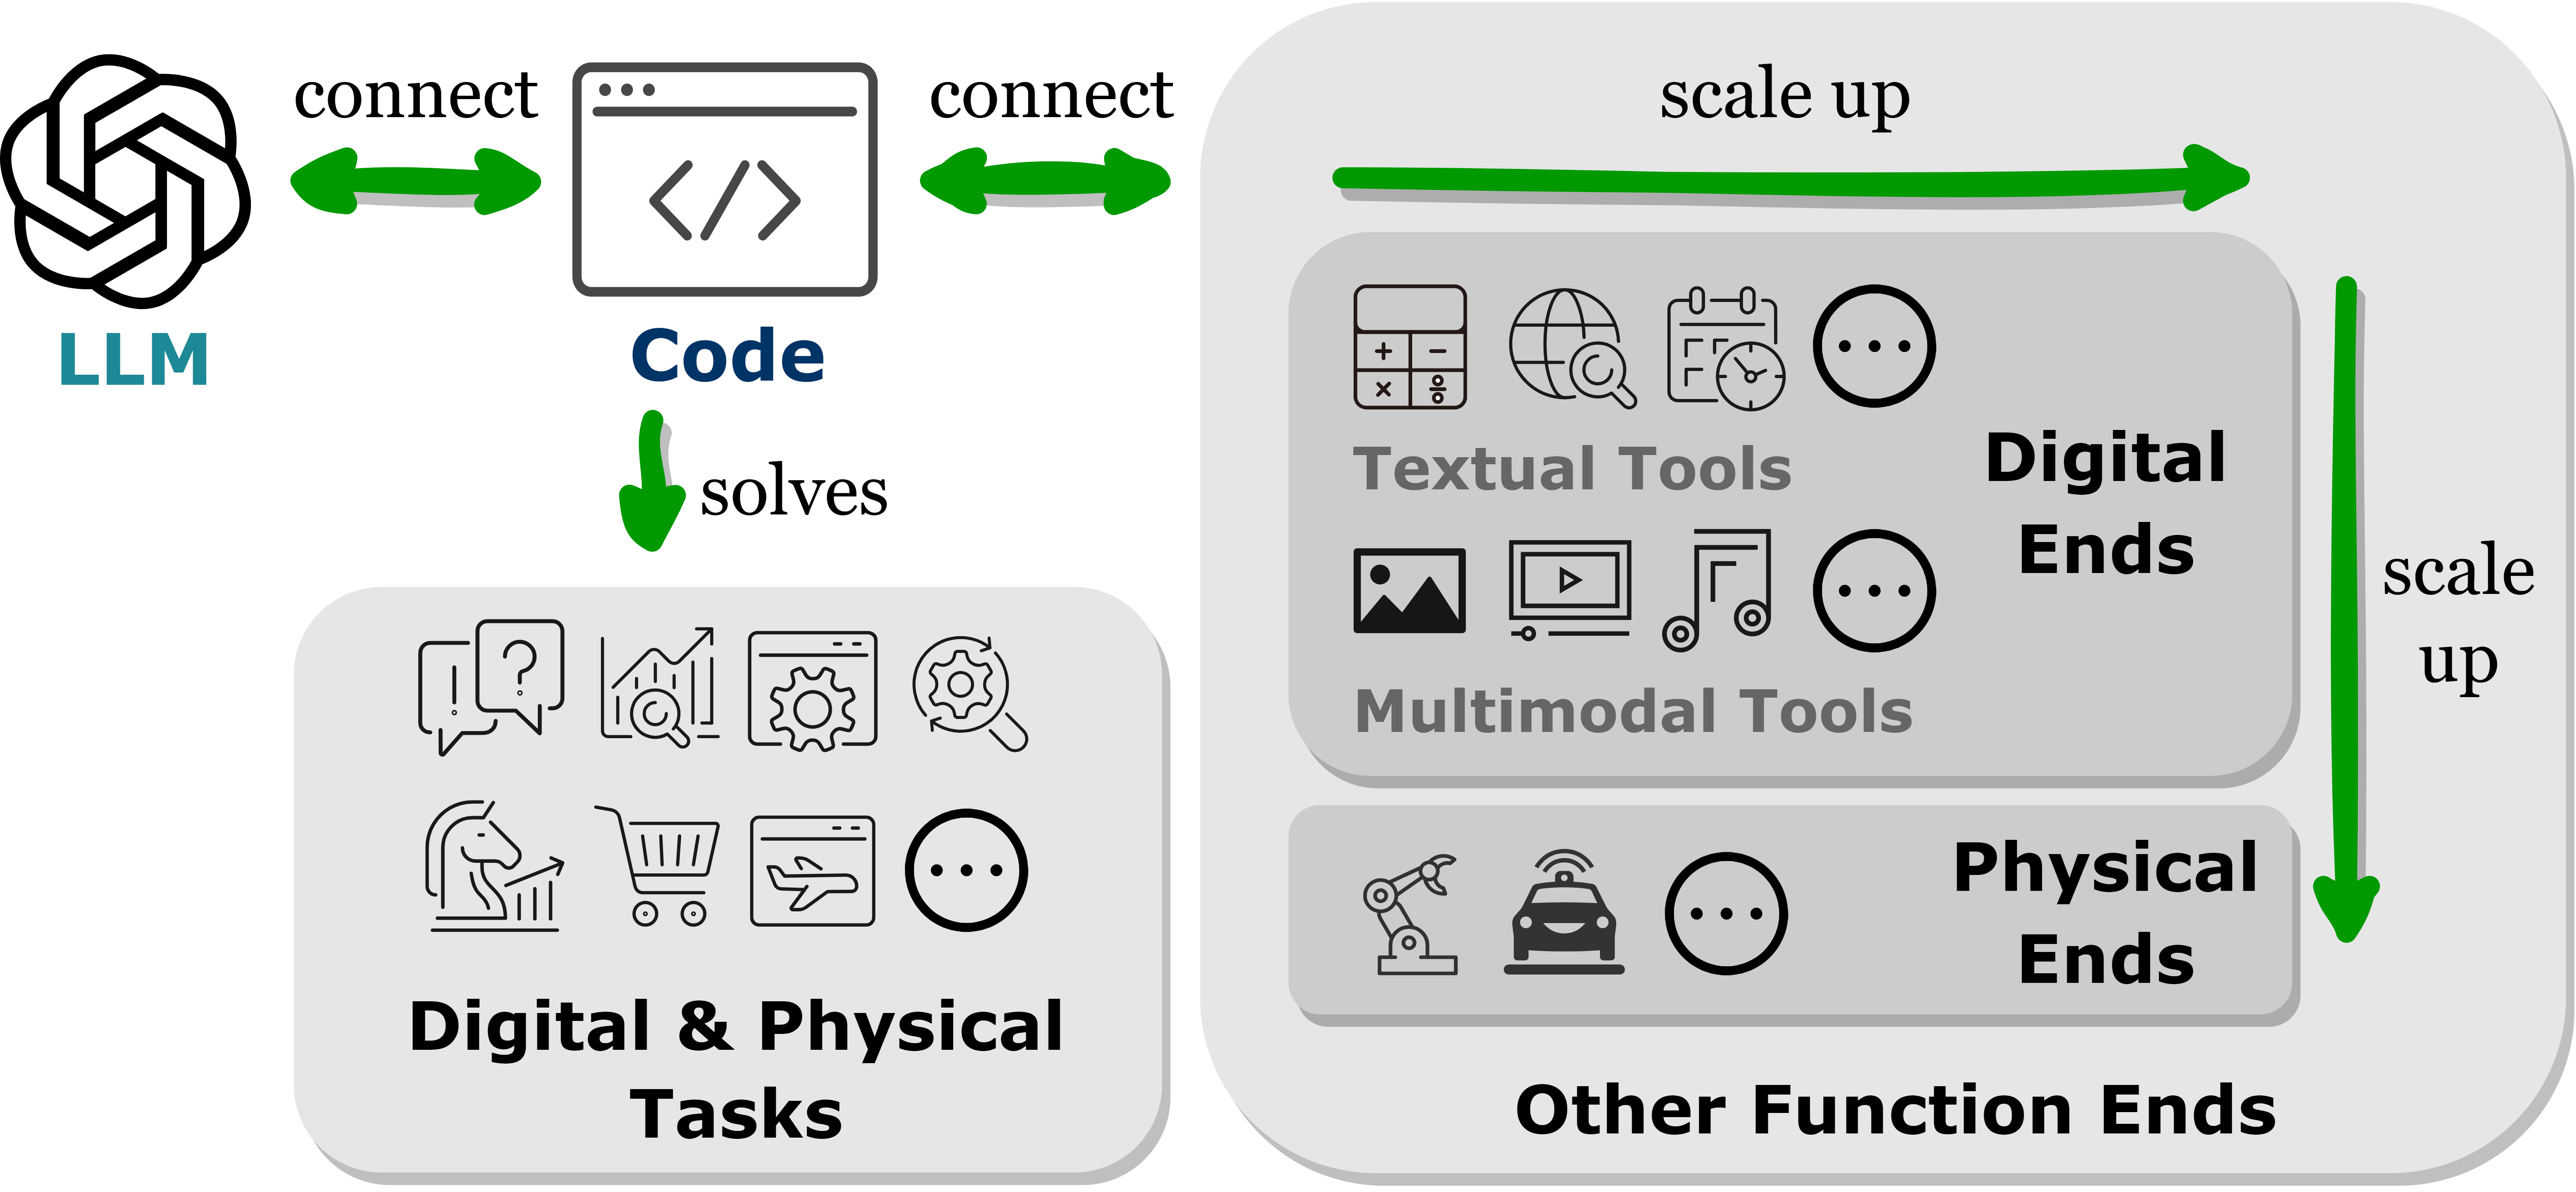 connect
connect
scale up
LLM
Code
solves
Textual Tools
Digital
Ends
Multimodal Tools
scale
up
Physical
Ends
Digital & Physical
Tasks
Other Function Ends